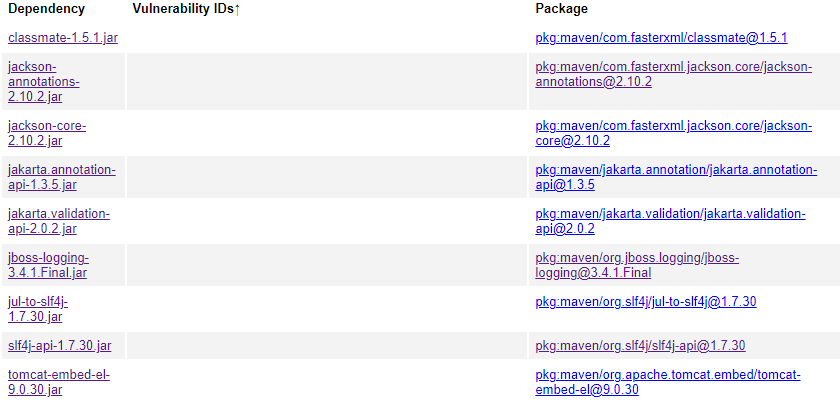 Dependency Vulnerability IDs↑ Package
classmate-1.5.1.jar pkg:maven/com.fasterxml/classmate@1.5.1
jackson- pkg:maven/com.fasterxml.jackson.core/jackson-
annotations- annotations@2.10.2
2.10.2.jar
jackson-core- pkg:maven/com.fasterxml.jackson.core/jackson-
2.10.2.jar core@2.10.2
jakarta.annotation- pkg:maven/jakarta.annotation/jakarta.annotation-
api-1.3.5.jar api@1.3.5
jakarta.validation- pkg:maven/jakarta.validation/jakarta.validation-
api-2.0.2.jar api@2.0.2
jboss-logging- pkg:maven/org.jboss.logging/jboss-
3.4.1.Final.jar logging@3.4.1.Final
jul-to-slf4j- pkg:maven/org.slf4j/jul-to-slf4j@1.7.30
1.7.30.jar
slf4j-api-1.7.30.jar pkg:maven/org.slf4j/slf4j-api@1.7.30
tomcat-embed-el- pkg:maven/org.apache.tomcat.embed/tomcat-
9.0.30.jar embed-el@9.0.30